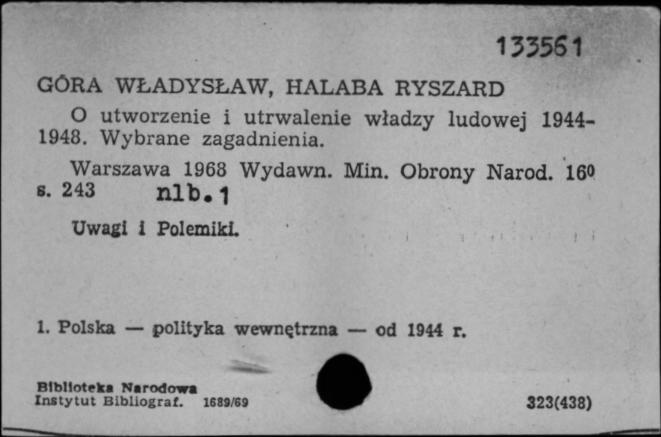 133561
GÓRA WŁADYSŁAW, HALABA RYSZARD
O utworzenie i utrwalenie władzy ludowej 1944-
1948. Wybrane zagadnienia.
Warszawa 1968 Wydawn. Min. Obrony Narod. 16⁰
s. 243 nlb. 1
Uwagi i Polemiki.
1. Polska — polityka wewnętrzna — od 1944 r.
Biblioteka Narodowa
Instytut Bibliograf. 1689/69
323(438)